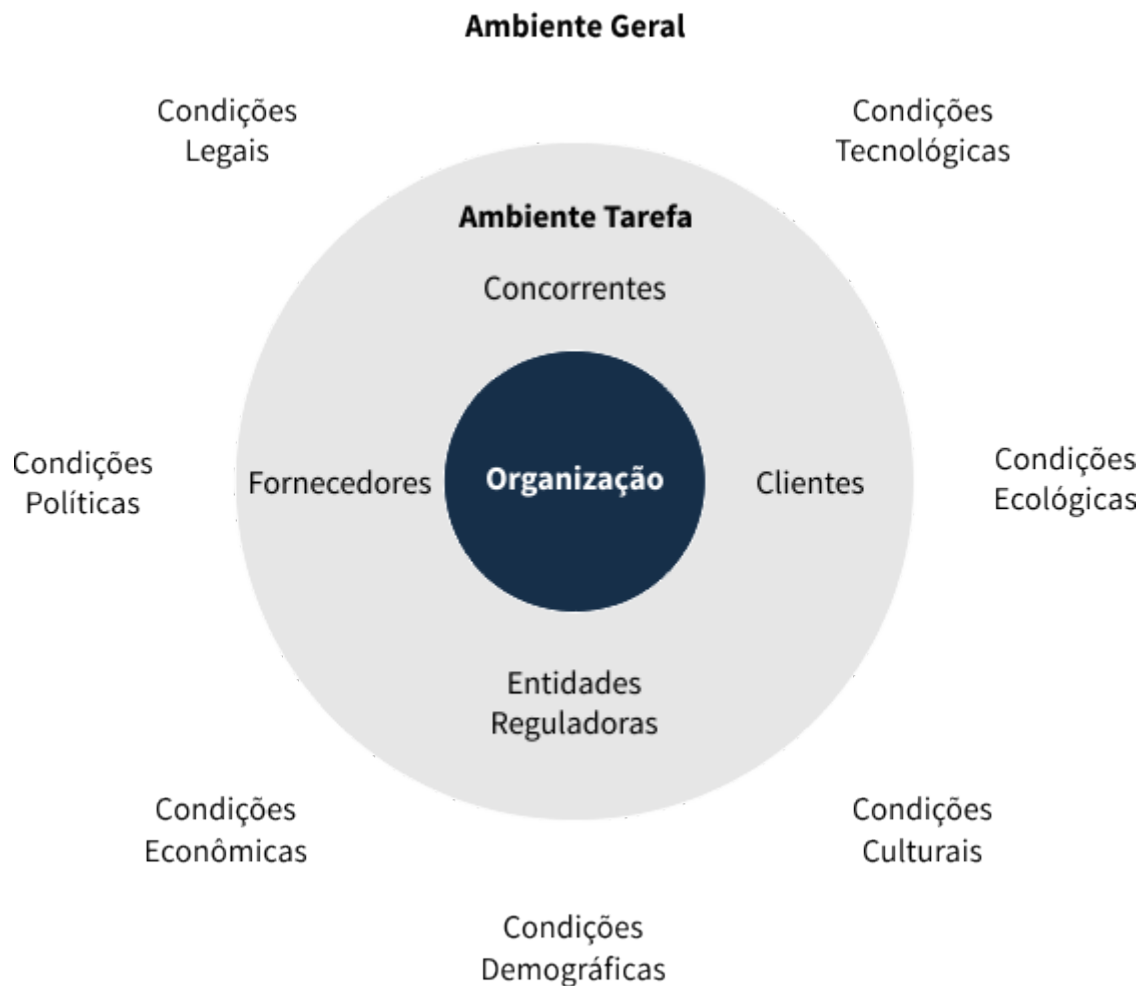 Ambiente Geral
Condições
Legais
Condições
Tecnológicas
Ambiente Tarefa
Concorrentes
Condições
Políticas
Fornecedores
Organização
Clientes
Condições
Ecológicas
Entidades
Reguladoras
Condições
Econômicas
Condições
Culturais
Condições
Demográficas